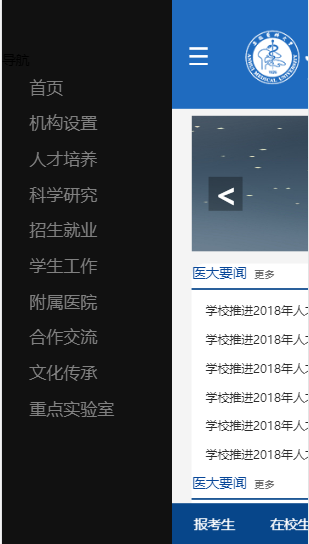 导航
首页
机构设置
人才培养
科学研究
招生就业
学生工作
附属医院
合作交流
文化传承
重点实验室
☰
ANHUI MEDICAL UNIVERSITY
<
医大要闻 更多
学校推进2018年人
学校推进2018年人
学校推进2018年人
学校推进2018年人
学校推进2018年人
学校推进2018年人
医大要闻 更多
报考生 在校生